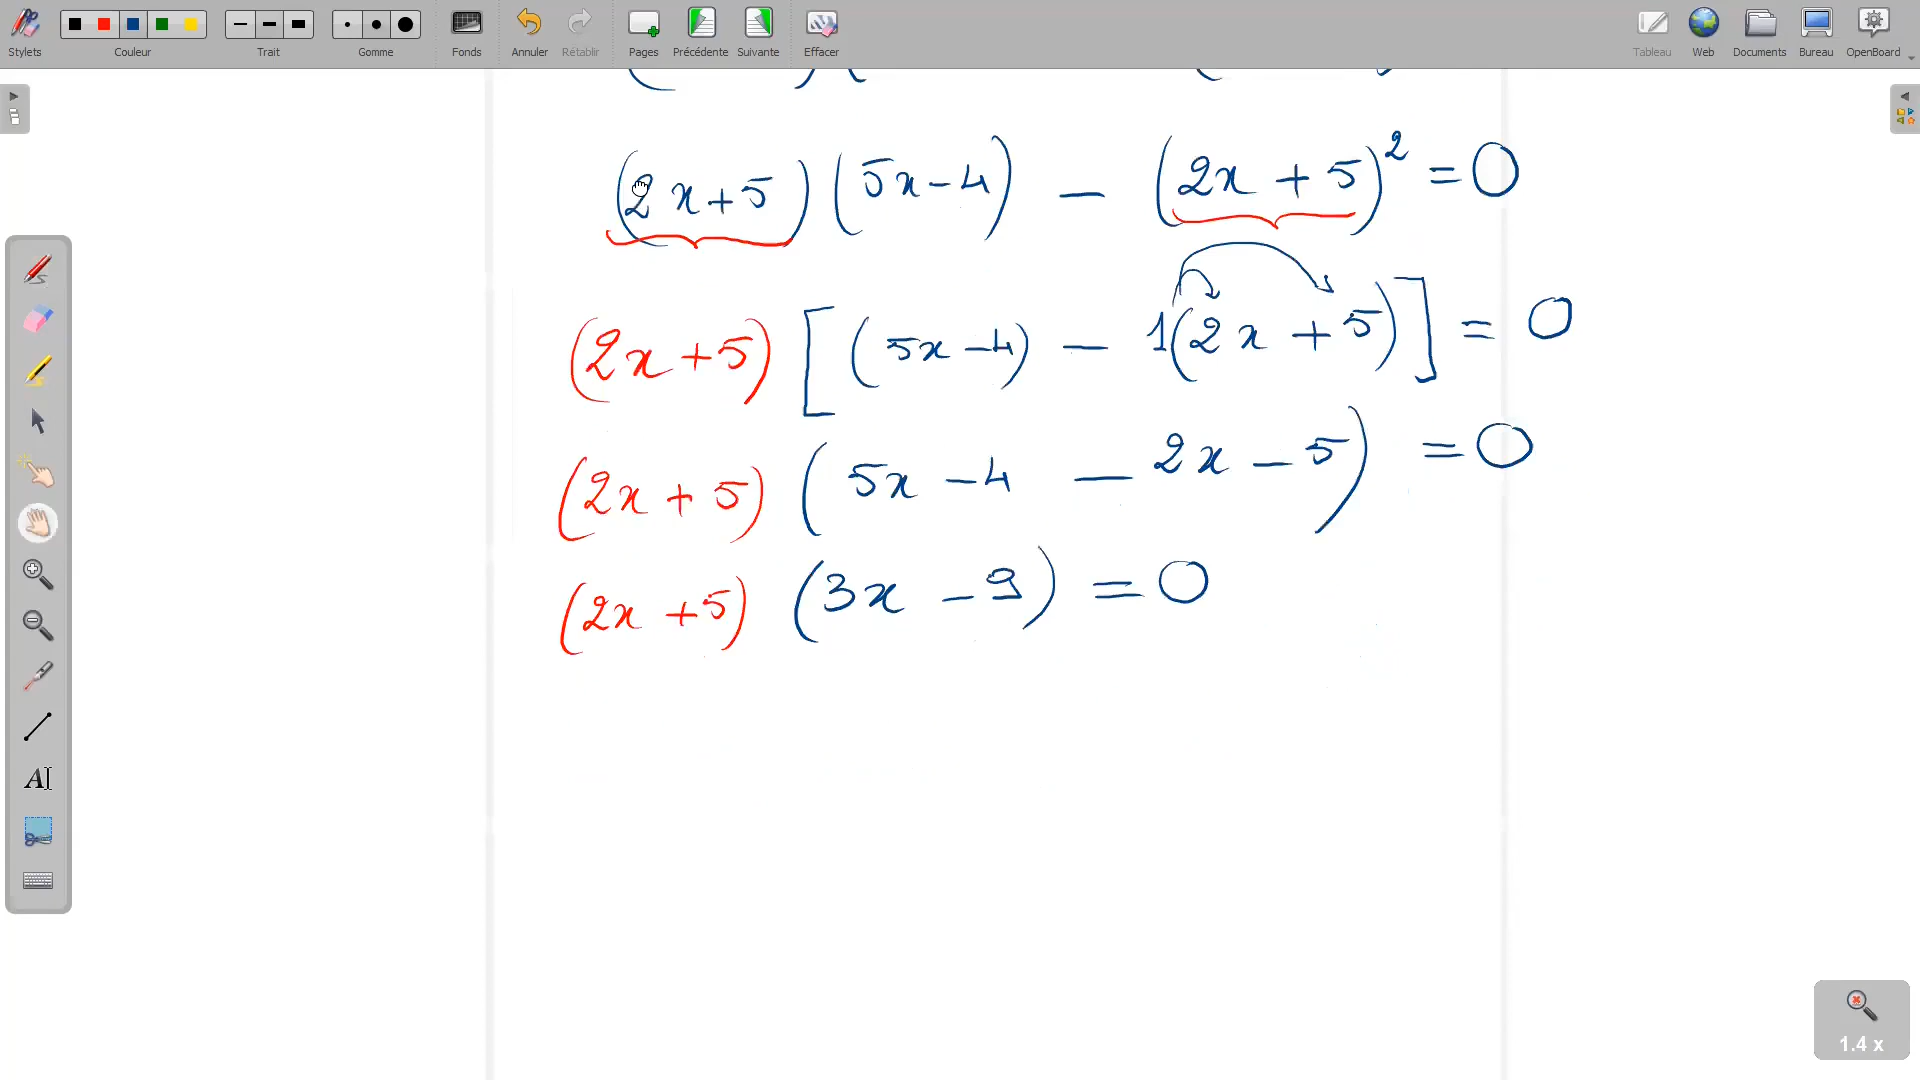 Stylets Couleur Trait Gomme Fonds Annuler Rétablir Pages Précédente Suivante Effacer Tableau Web Documents Bureau OpenBoard
(2x+5)(5x-4) - (2x+5)² = 0
(2x+5) [(5x-4) - 1(2x+5)] = 0
(2x+5) (5x-4 - 2x-5) = 0
(2x+5) (3x-9) = 0
AI
1.4 x